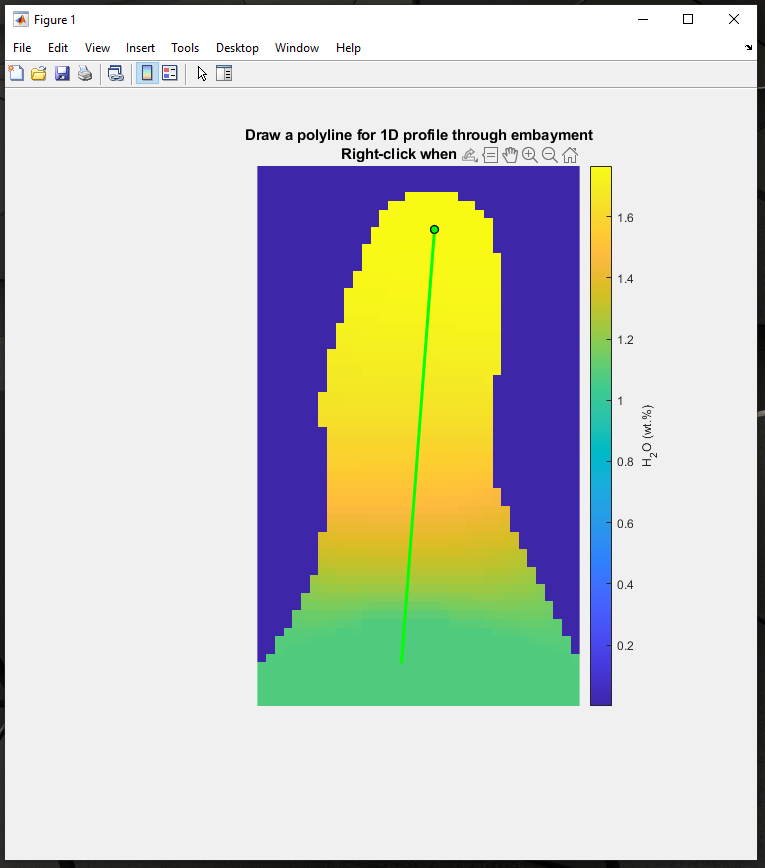 Figure 1
File Edit View Insert Tools Desktop Window Help
Draw a polyline for 1D profile through embayment
Right-click when
1.6
1.4
1.2
1
0.8
0.6
0.4
0.2
H2O (wt.%)